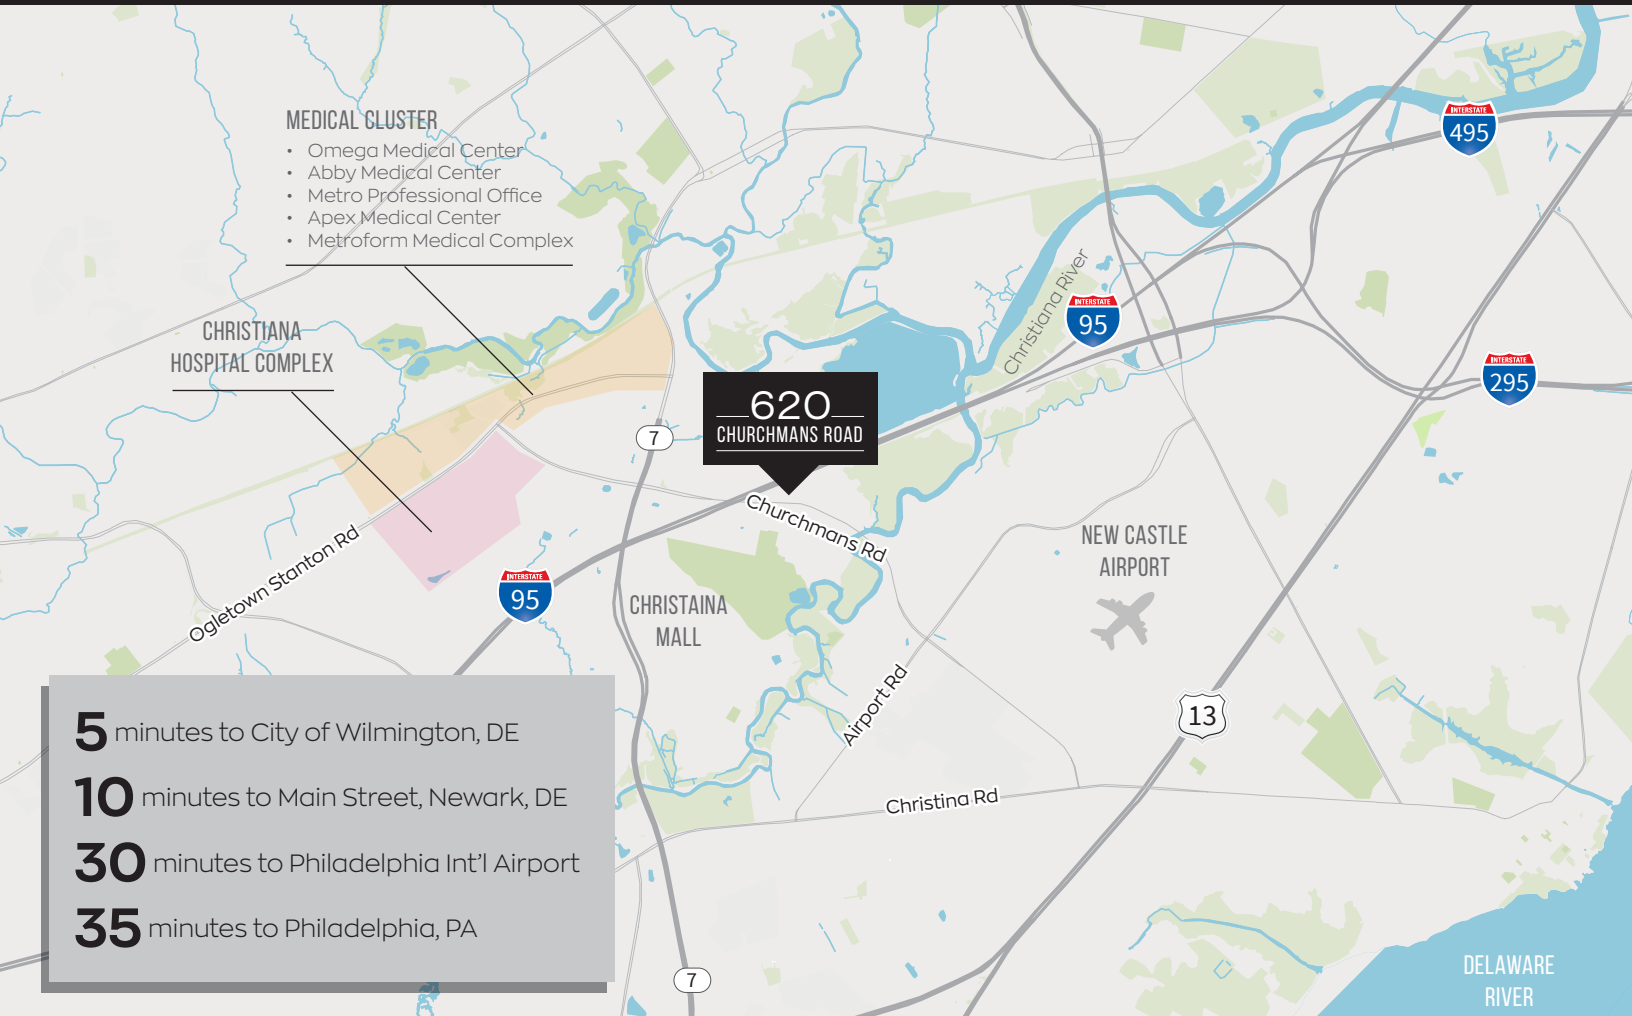 MEDICAL CLUSTER
• Omega Medical Center
• Abby Medical Center
• Metro Professional Office
• Apex Medical Center
• Metroform Medical Complex
CHRISTIANA
HOSPITAL COMPLEX
INTERSTATE
495
Christiana River
INTERSTATE
95
INTERSTATE
295
7
620
CHURCHMANS ROAD
Churchmans Rd
NEW CASTLE
AIRPORT
Ogletown Stanton Rd
INTERSTATE
95
CHRISTAINA
MALL
Airport Rd
13
Christina Rd
5 minutes to City of Wilmington, DE
10 minutes to Main Street, Newark, DE
30 minutes to Philadelphia Int'l Airport
35 minutes to Philadelphia, PA
7
DELAWARE
RIVER